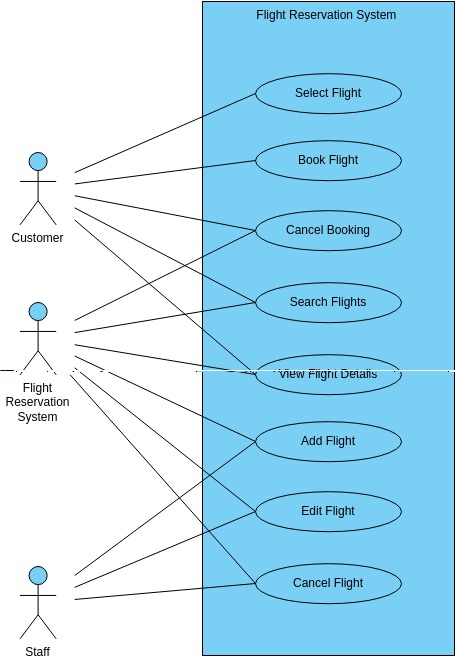 Flight Reservation System
Select Flight
Book Flight
Cancel Booking
Customer
Search Flights
View Flight Details
Flight
Reservation
System
Add Flight
Edit Flight
Cancel Flight
Staff